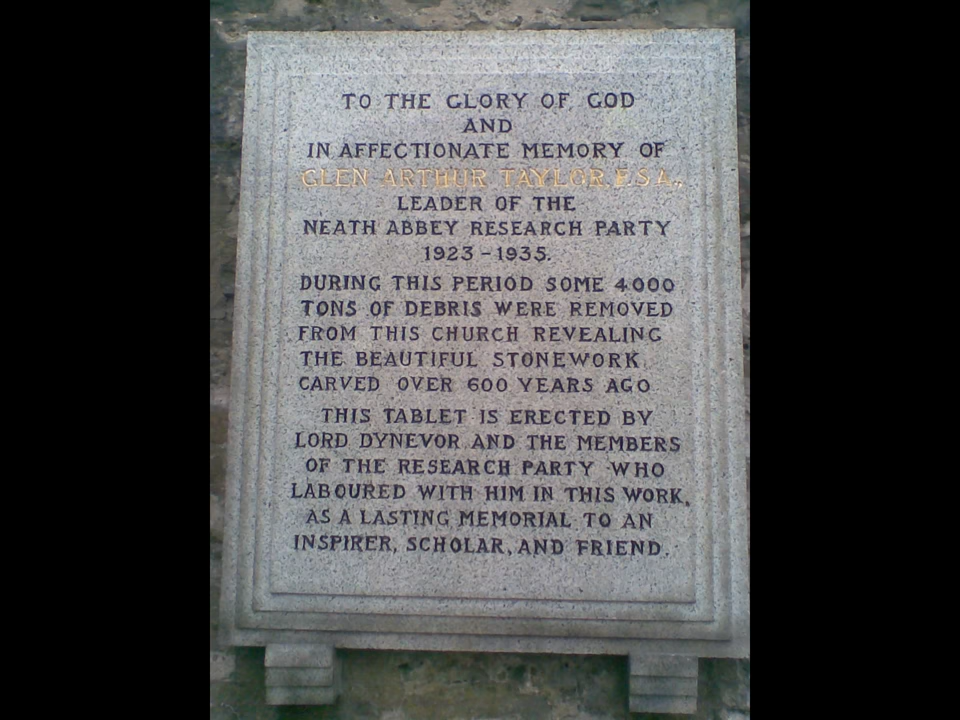 TO THE GLORY OF GOD
AND
IN AFFECTIONATE MEMORY OF
GLEN ARTHUR TAYLOR. F.S.A.,
LEADER OF THE
NEATH ABBEY RESEARCH PARTY
1923-1935.
DURING THIS PERIOD SOME 4000
TONS OF DEBRIS WERE REMOVED
FROM THIS CHURCH REVEALING
THE BEAUTIFUL STONEWORK
CARVED OVER 600 YEARS AGO
THIS TABLET IS ERECTED BY
LORD DYNEVOR AND THE MEMBERS
OF THE RESEARCH PARTY WHO
LABOURED WITH HIM IN THIS WORK,
AS A LASTING MEMORIAL TO AN
INSPIRER, SCHOLAR, AND FRIEND.